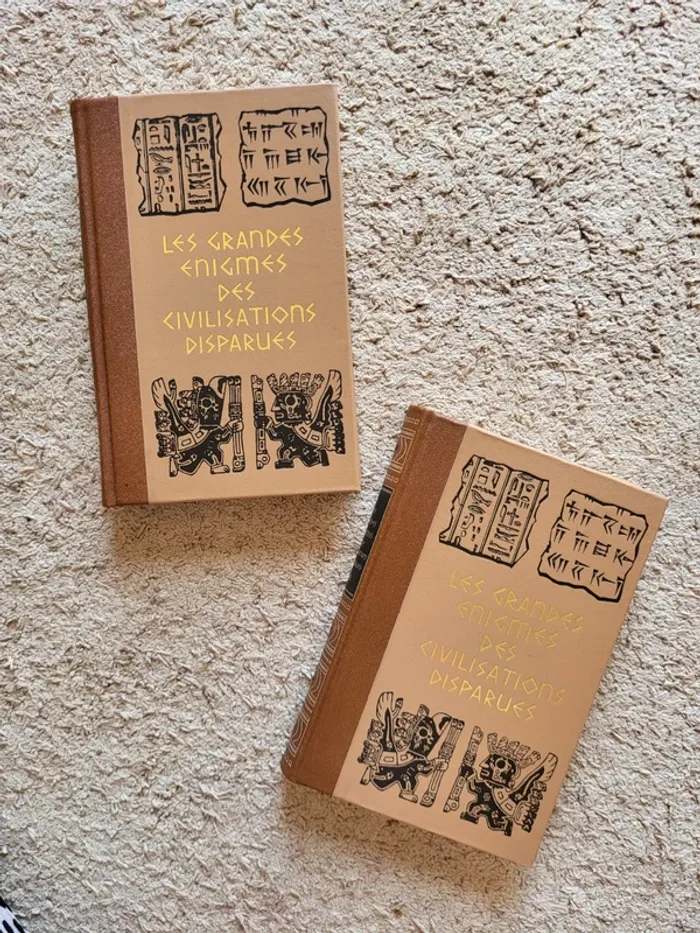 LES GRANDES
ENIGMES
DES
CIVILISATIONS
DISPARUES
LES GRANDES
ENIGMES
DES
CIVILISATIONS
DISPARUES